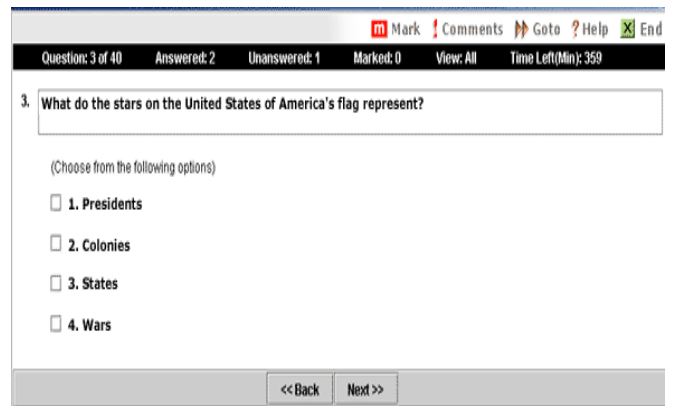 m Mark ! Comments Goto ? Help X End
Question: 3 of 40 Answered: 2 Unanswered: 1 Marked: 0 View: All Time Left(Min): 359
3. What do the stars on the United States of America's flag represent?
(Choose from the following options)
1. Presidents
2. Colonies
3. States
4. Wars
<< Back Next >>